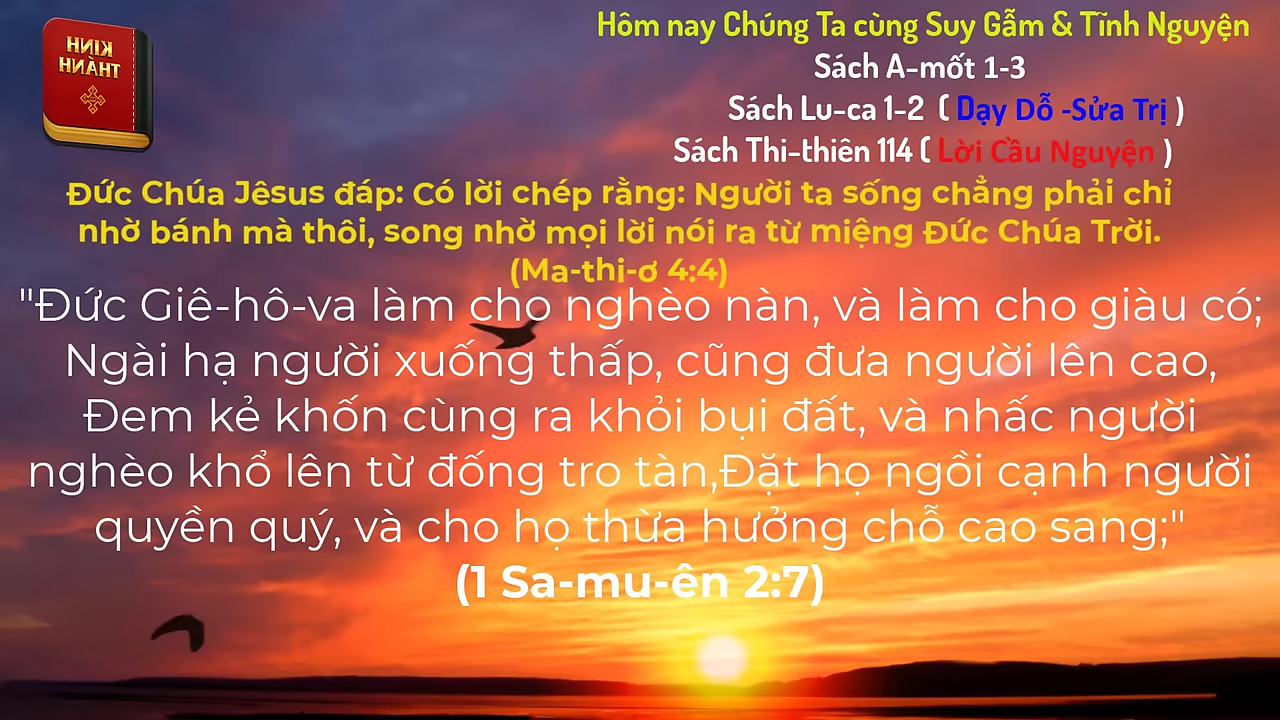 KINH
THÁNH
Hôm nay Chúng Ta cùng Suy Gẫm & Tĩnh Nguyện
Sách A-mốt 1-3
Sách Lu-ca 1-2 ( Dạy Dỗ -Sửa Trị )
Sách Thi-thiên 114 ( Lời Cầu Nguyện )
Đức Chúa Jêsus đáp: Có lời chép rằng: Người ta sống chẳng phải chỉ
nhờ bánh mà thôi, song nhờ mọi lời nói ra từ miệng Đức Chúa Trời.
(Ma-thi-ơ 4:4)
"Đức Giê-hô-va làm cho nghèo nàn, và làm cho giàu có;
Ngài hạ người xuống thấp, cũng đưa người lên cao,
Đem kẻ khốn cùng ra khỏi bụi đất, và nhấc người
nghèo khổ lên từ đống tro tàn,Đặt họ ngồi cạnh người
quyền quý, và cho họ thừa hưởng chỗ cao sang;"
(1 Sa-mu-ên 2:7)